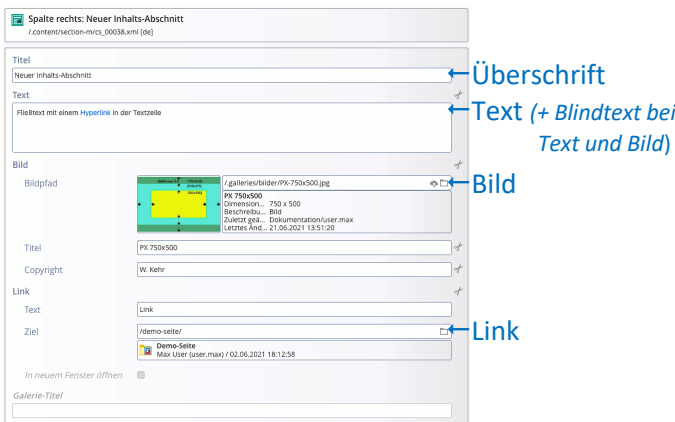 Spalte rechts: Neuer Inhalts-Abschnitt
/.content/section-m/cs_00038.xml [de]
Titel
Neuer Inhalts-Abschnitt
Überschrift
Text
Fließtext mit einem Hyperlink in der Textzeile
Text (+ Blindtext bei
Text und Bild)
Bild
Bildpfad
/.galleries/bilder/PX-750x500.jpg
Bild
PX 750x500
Dimension... 750 x 500
Beschreibu... Bild
Zuletzt geä... Dokumentation/user.max
Letztes Änd... 21.06.2021 13:51:20
Titel
PX 750x500
Copyright
W. Kehr
Link
Text
Link
Ziel
/demo-seite/
Link
Demo-Seite
Max User (user.max) / 02.06.2021 18:12:58
In neuem Fenster öffnen
Galerie-Titel